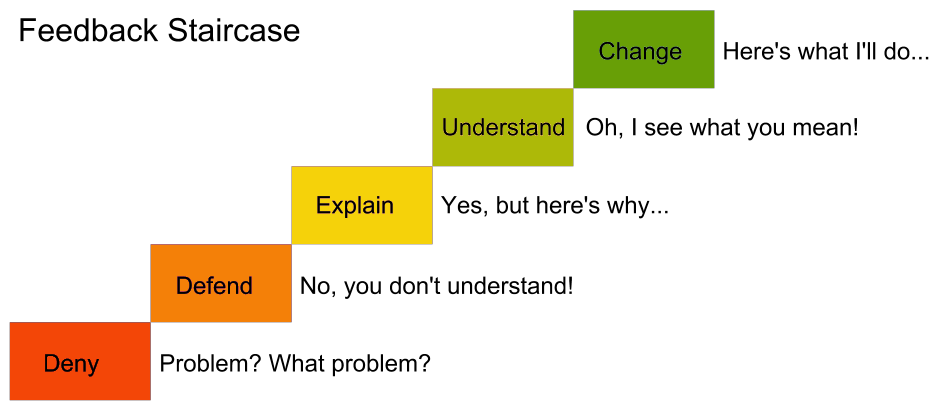 Feedback Staircase
Change Here's what I'll do...
Understand Oh, I see what you mean!
Explain Yes, but here's why...
Defend No, you don't understand!
Deny Problem? What problem?